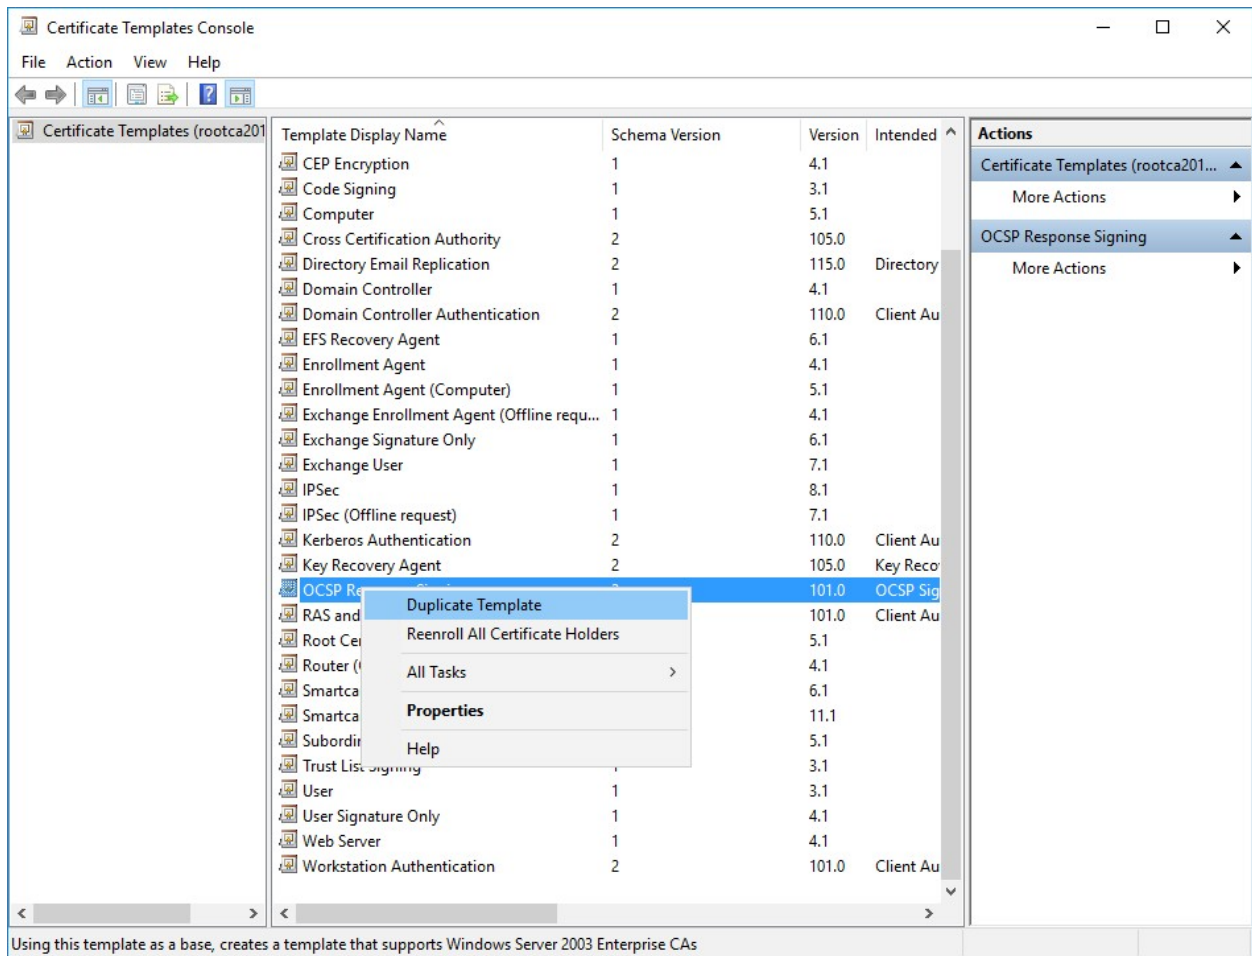 Certificate Templates Console
File Action View Help
Certificate Templates (rootca201
Template Display Name Schema Version Version Intended
CEP Encryption 1 4.1
Code Signing 1 3.1
Computer 1 5.1
Cross Certification Authority 2 105.0
Directory Email Replication 2 115.0 Directory
Domain Controller 1 4.1
Domain Controller Authentication 2 110.0 Client Au
EFS Recovery Agent 1 6.1
Enrollment Agent 1 4.1
Enrollment Agent (Computer) 1 5.1
Exchange Enrollment Agent (Offline requ... 1 4.1
Exchange Signature Only 1 6.1
Exchange User 1 7.1
IPSec 1 8.1
IPSec (Offline request) 1 7.1
Kerberos Authentication 2 110.0 Client Au
Key Recovery Agent 2 105.0 Key Reco
OCSP Re 101.0 OCSP Sig
RAS and 101.0 Client Au
Root Ce 5.1
Router ( 4.1
Smartca 6.1
Smartca 11.1
Subordi 5.1
Trust List Signing 3.1
User 1 3.1
User Signature Only 1 4.1
Web Server 1 4.1
Workstation Authentication 2 101.0 Client Au
Duplicate Template
Reenroll All Certificate Holders
All Tasks
Properties
Help
Actions
Certificate Templates (rootca201...
More Actions
OCSP Response Signing
More Actions
Using this template as a base, creates a template that supports Windows Server 2003 Enterprise CAs